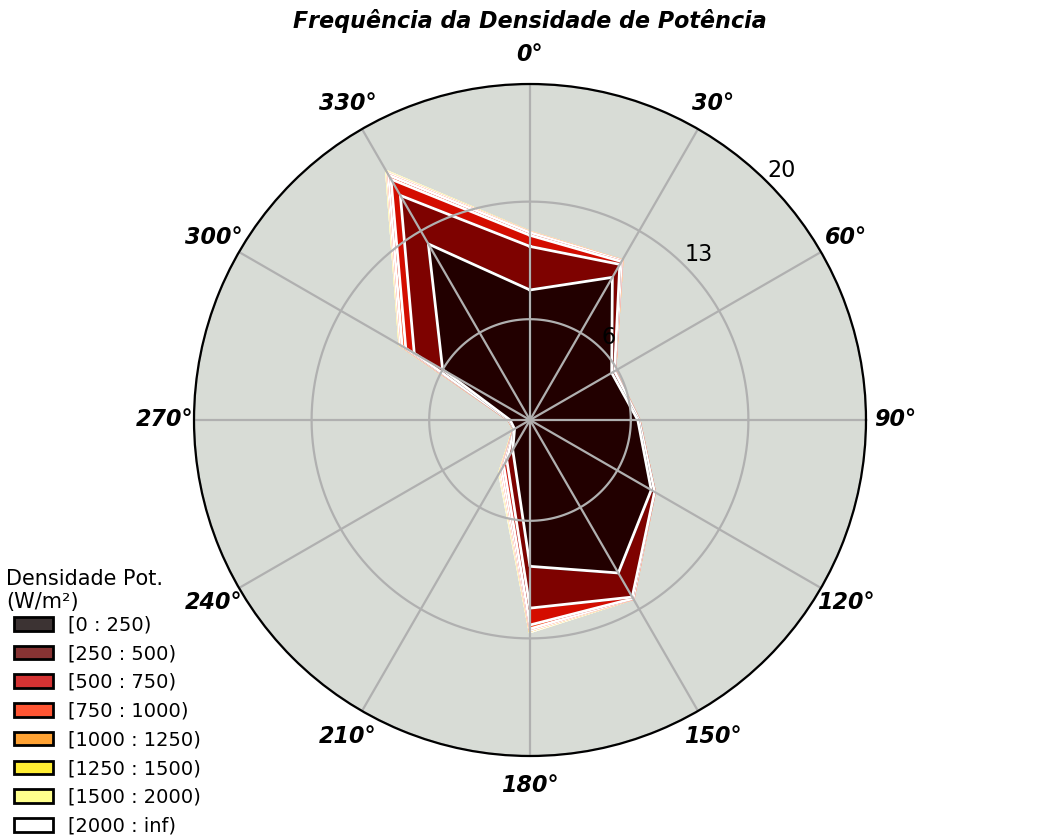 Frequência da Densidade de Potência
0°
330°
30°
20
300°
60°
13
6
270°
90°
240°
120°
210°
150°
180°
Densidade Pot.
(W/m²)
[0 : 250)
[250 : 500)
[500 : 750)
[750 : 1000)
[1000 : 1250)
[1250 : 1500)
[1500 : 2000)
[2000 : inf)